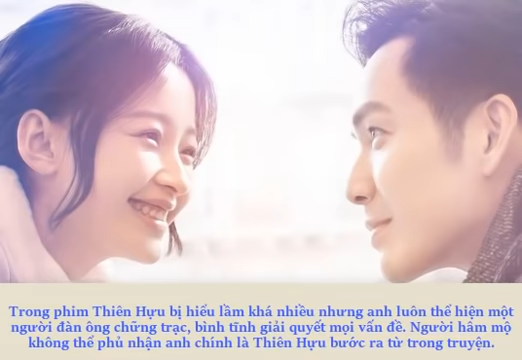 Trong phim Thiên Hựu bị hiểu lầm khá nhiều nhưng anh luôn thể hiện một
người đàn ông chững trạc, bình tĩnh giải quyết mọi vấn đề. Người hâm mộ
không thể phủ nhận anh chính là Thiên Hựu bước ra từ trong truyện.